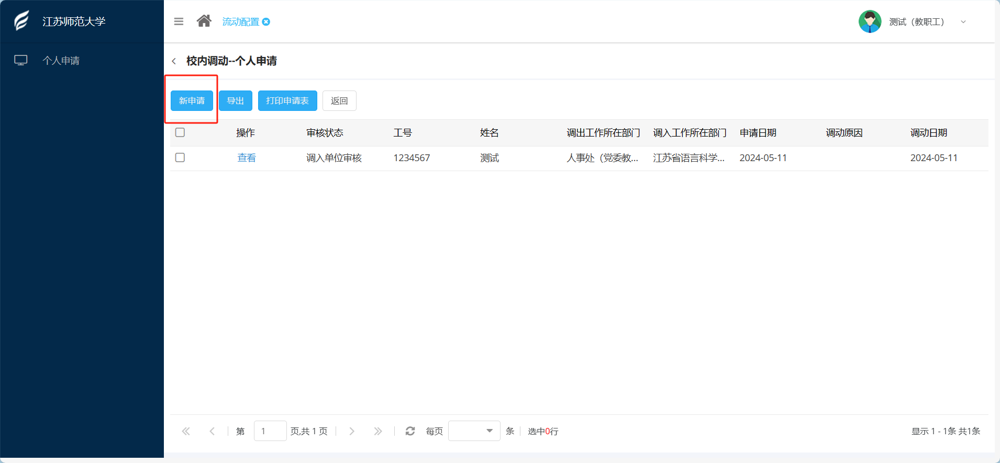 江苏师范大学
流动配置
测试（教职工）
个人申请
校内调动--个人申请
新申请 导出 打印申请表 返回
操作 审核状态 工号 姓名 调出工作所在部门 调入工作所在部门 申请日期 调动原因 调动日期
查看 调入单位审核 1234567 测试 人事处（党委教... 江苏省语言科学... 2024-05-11 2024-05-11
第 1 页,共 1 页 每页 条 选中0行 显示 1 - 1条 共1条